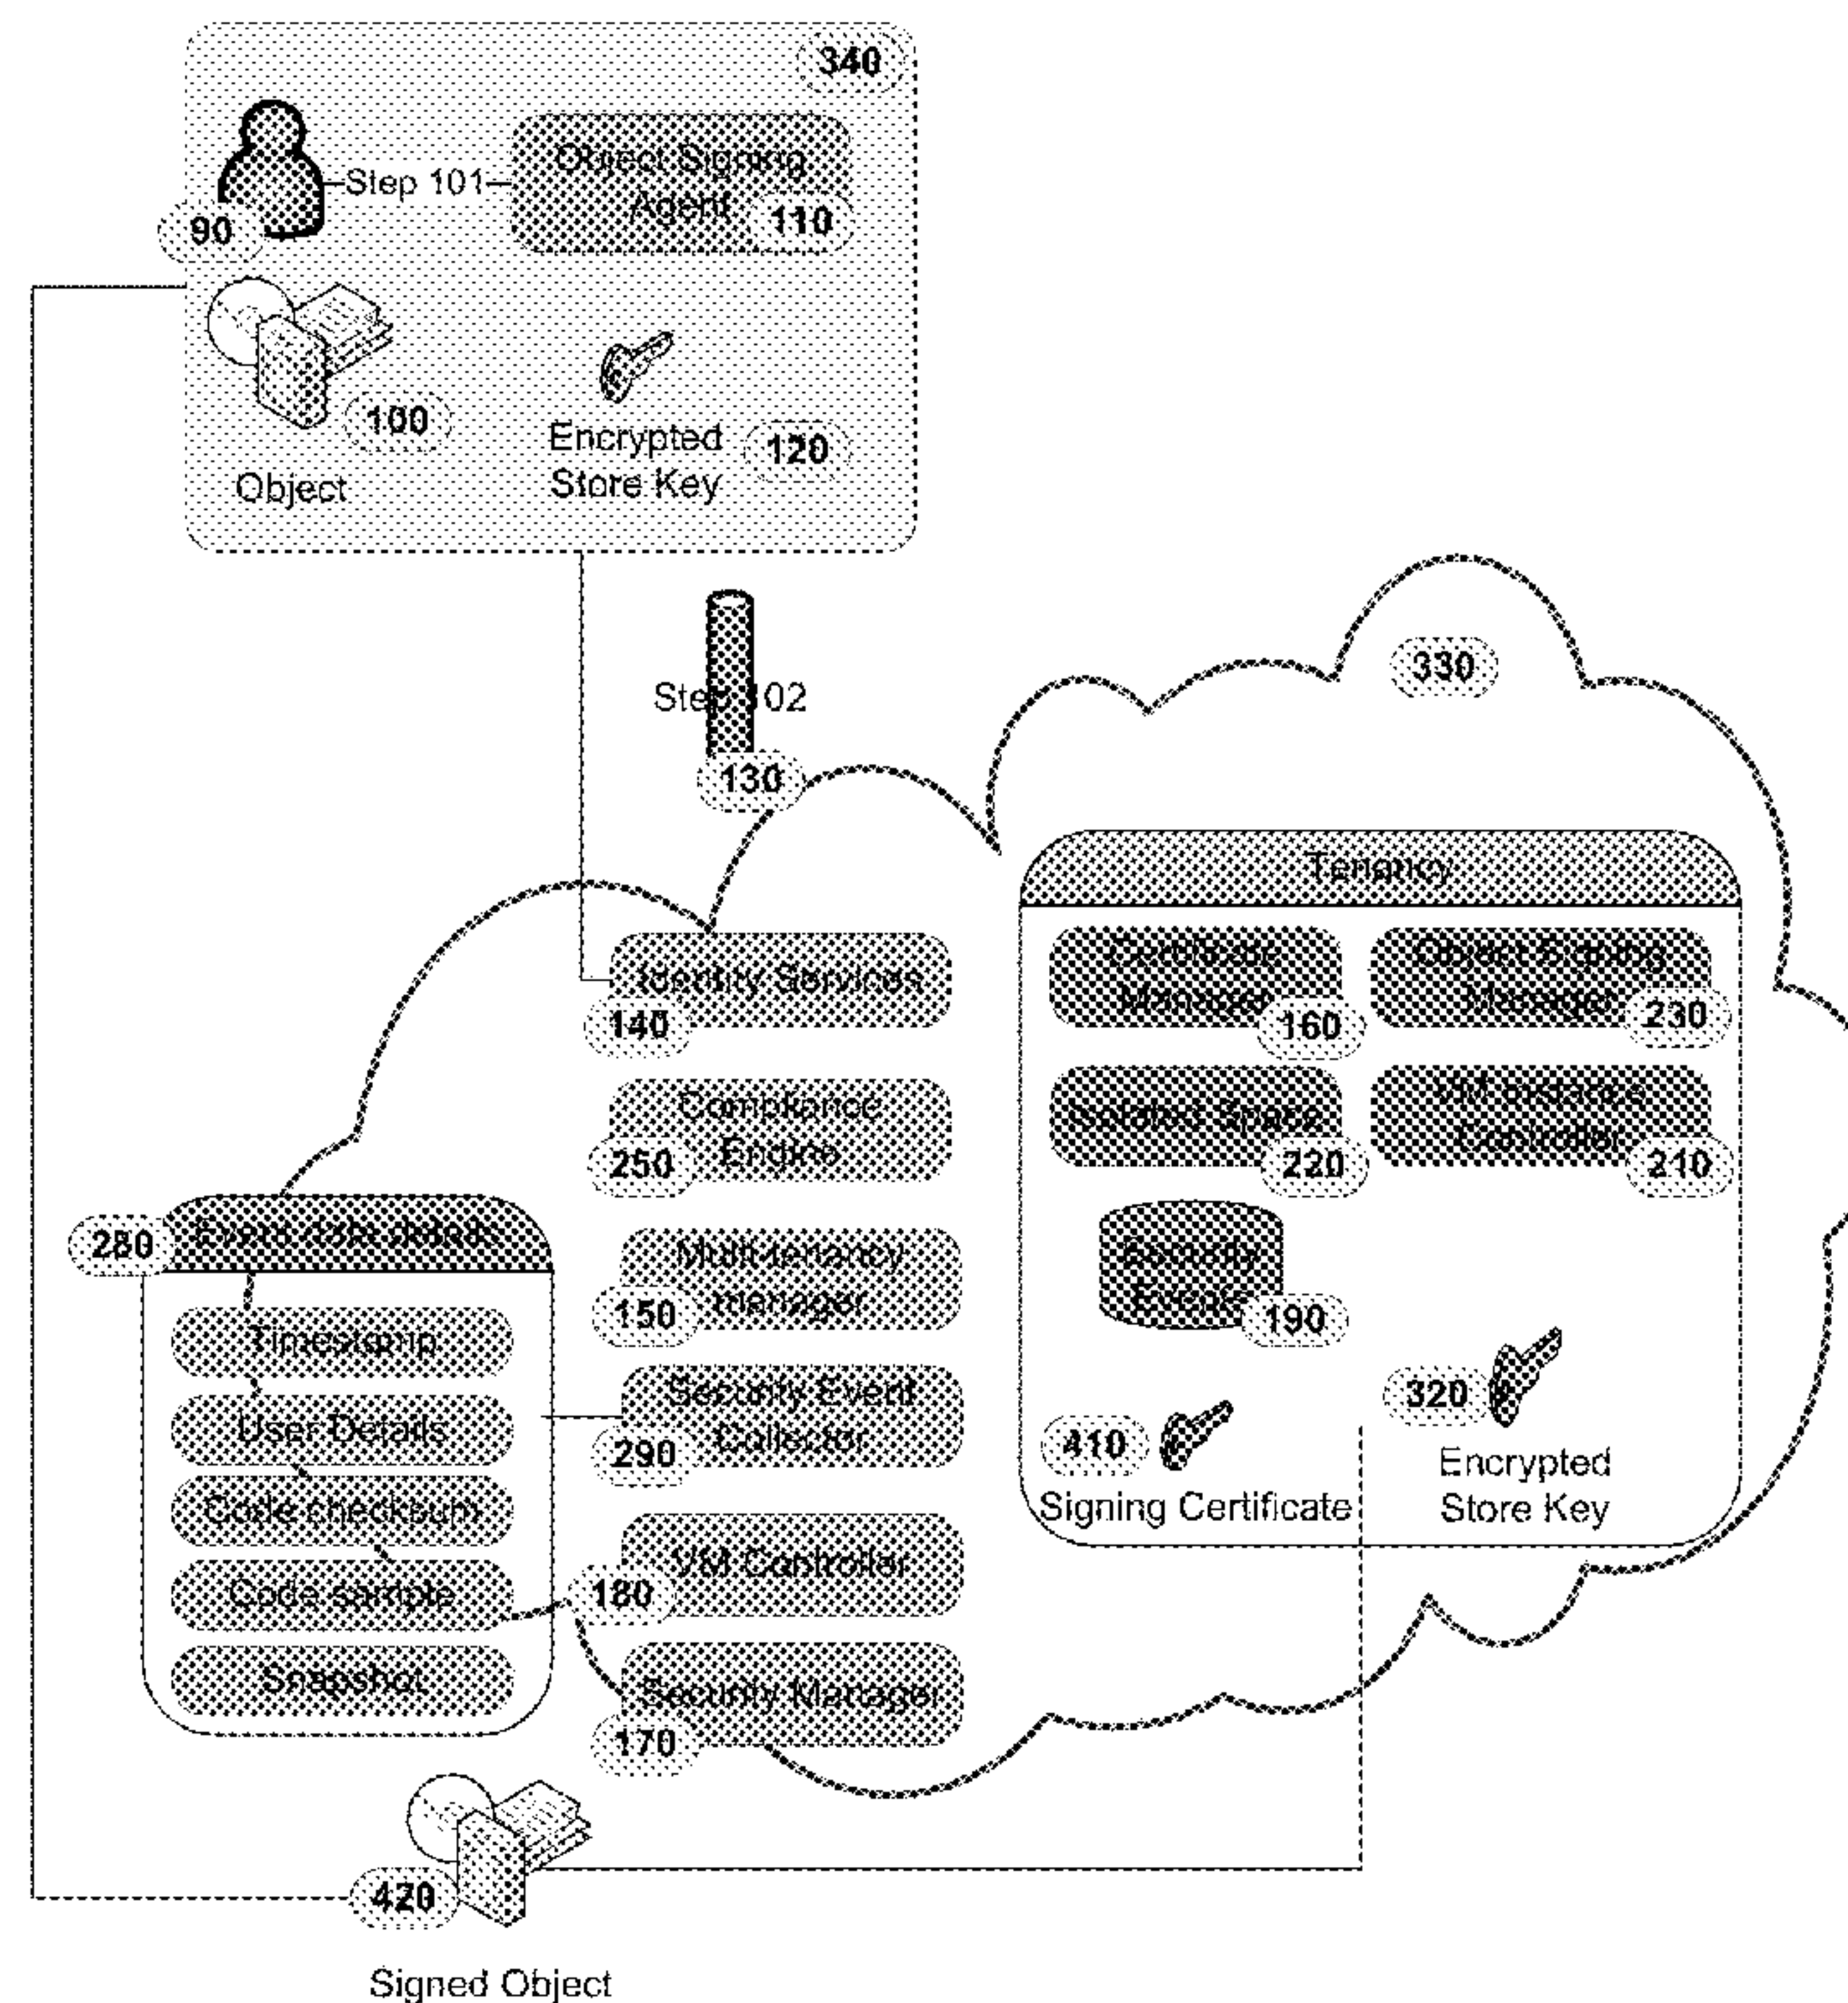 340
Object Signing
Agent
Step 101
90
110
100
Encrypted
Store Key
120
Object
Step 102
130
330
Tenancy
Identity Services
140
Certificate
Manager
160
Object Signing
Manager
230
Compliance
Engine
250
Isolated Space
220
VM Instance
Controller
210
280
Event data details
Multi-tenancy
manager
150
Security
Events
190
Timestamp
User Details
Code checksum
Code sample
Snapshot
Security Event
Collector
290
320
410
Encrypted
Store Key
Signing Certificate
VM Controller
180
Security Manager
170
420
Signed Object